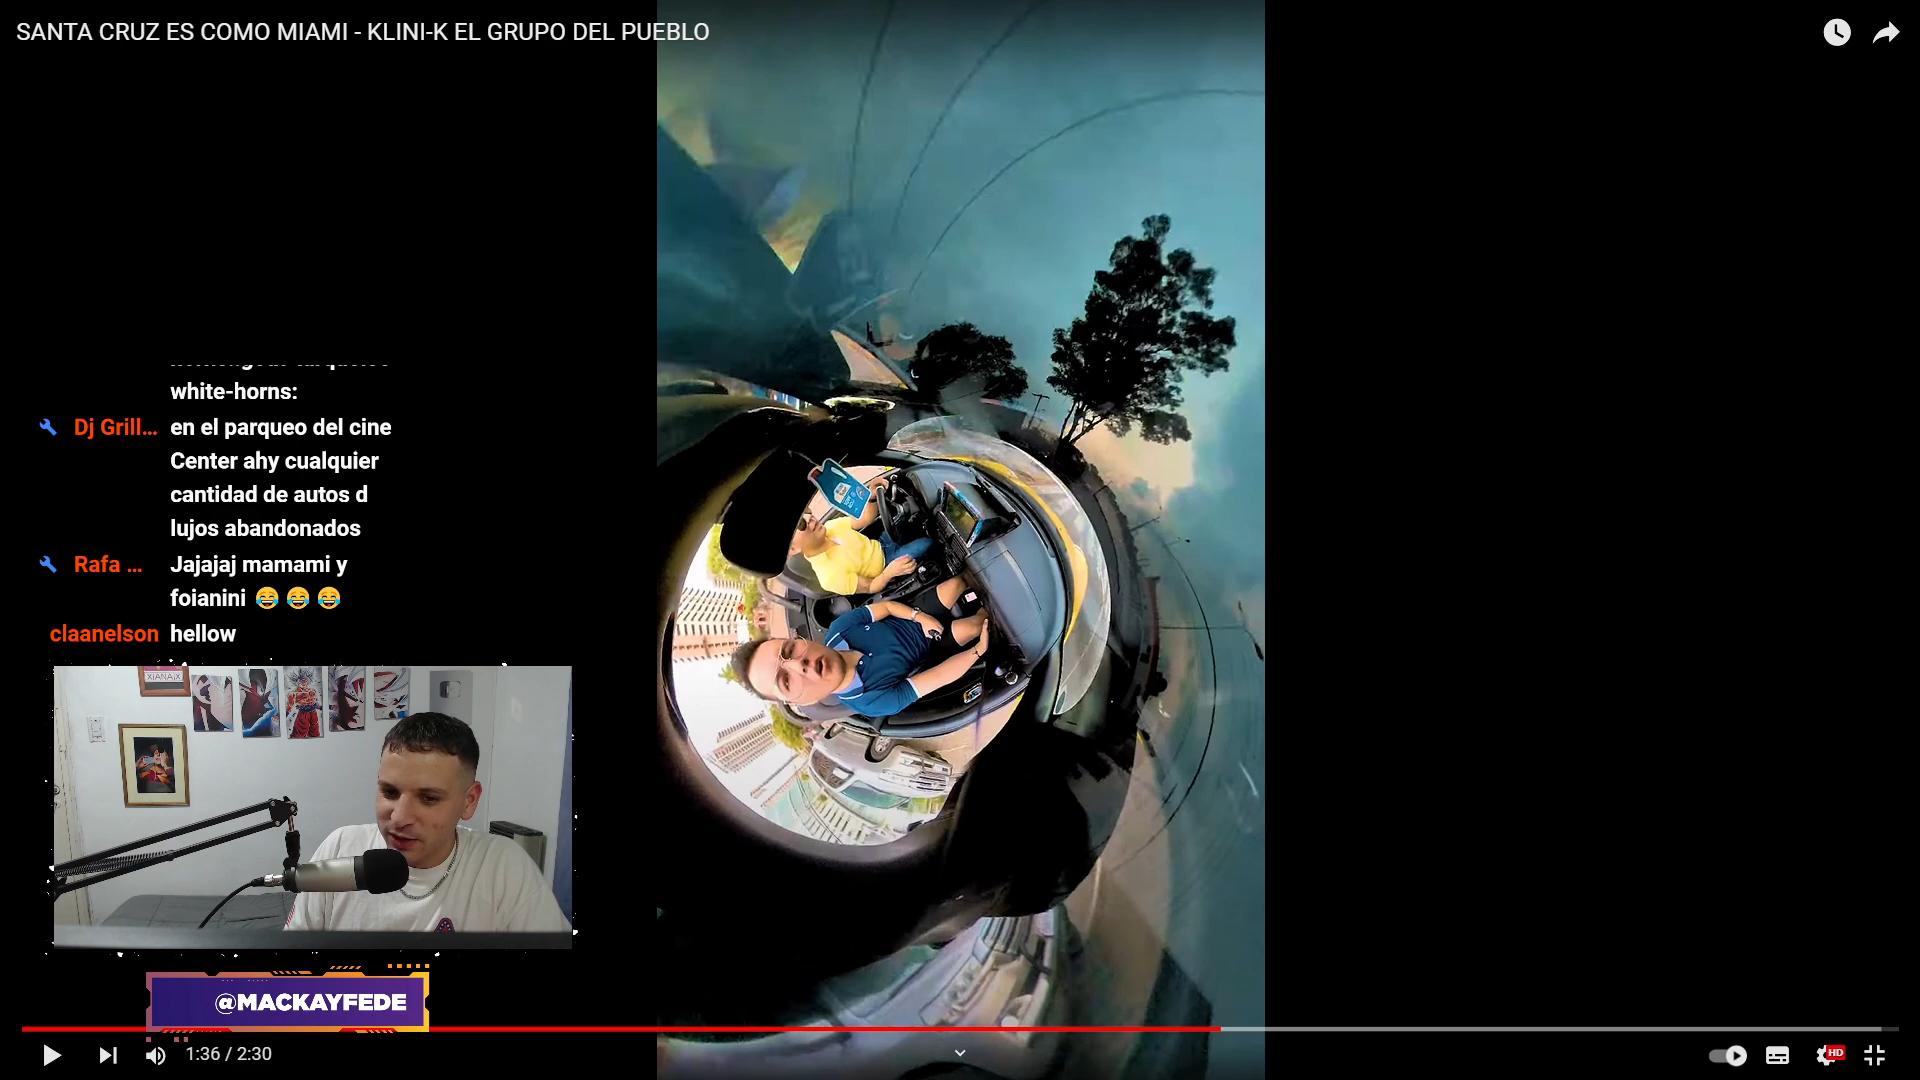 SANTA CRUZ ES COMO MIAMI - KLINI-K EL GRUPO DEL PUEBLO
white-horns:
Dj Grill... en el parqueo del cine
Center ahy cualquier
cantidad de autos d
lujos abandonados
Rafa ... Jajajaj mamami y
foianini 😂 😂 😂
claanelson hellow
XIANAIX
@MACKAYFEDE
1:36 / 2:30
HD